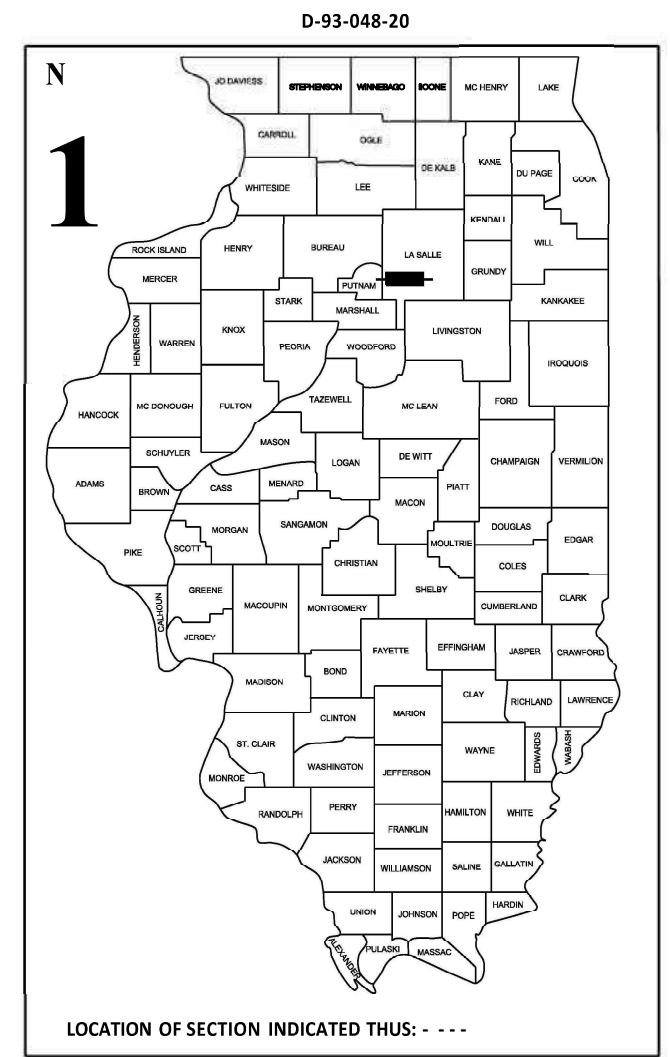 D-93-048-20
N
1
JO DAVIESS STEPHENSON WINNEBAGO BOONE MC HENRY LAKE
CARROLL OGLE
DE KALB KANE DU PAGE COOK
WHITESIDE LEE
KENDALL
ROCK ISLAND HENRY BUREAU LA SALLE WILL
MERCER PUTNAM GRUNDY
STARK MARSHALL KANKAKEE
HENDERSON WARREN KNOX PEORIA WOODFORD LIVINGSTON
IROQUOIS
HANCOCK MC DONOUGH FULTON TAZEWELL MC LEAN FORD
SCHUYLER MASON
ADAMS BROWN CASS MENARD LOGAN DE WITT PIATT CHAMPAIGN VERMILION
MACON
PIKE SCOTT MORGAN SANGAMON MOULTRIE DOUGLAS EDGAR
CHRISTIAN COLES
CALHOUN GREENE MACOUPIN MONTGOMERY SHELBY CUMBERLAND CLARK
JERSEY
FAYETTE EFFINGHAM JASPER CRAWFORD
MADISON BOND
CLAY RICHLAND LAWRENCE
CLINTON MARION
ST. CLAIR WAYNE EDWARDS WABASH
MONROE WASHINGTON JEFFERSON
RANDOLPH PERRY HAMILTON WHITE
FRANKLIN
JACKSON WILLIAMSON SALINE GALLATIN
UNION JOHNSON POPE HARDIN
ALEXANDER PULASKI MASSAC
LOCATION OF SECTION INDICATED THUS: - - - -